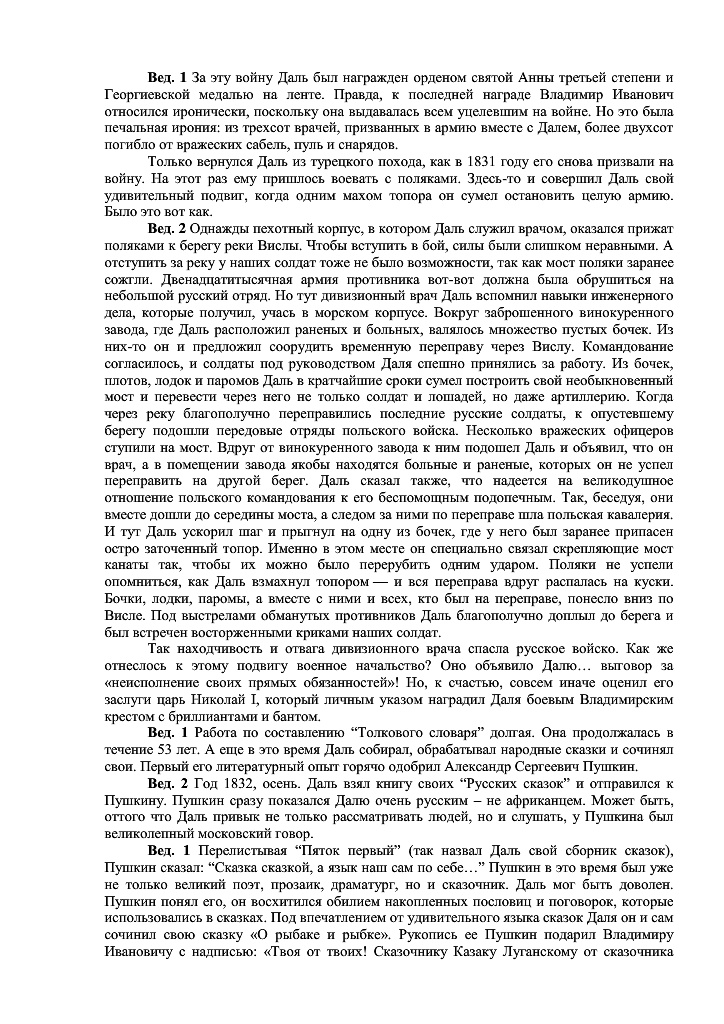 Вед. 1 За эту войну Даль был награжден орденом святой Анны третьей степени и
Георгиевской медалью на ленте. Правда, к последней награде Владимир Иванович
относился иронически, поскольку она выдавалась всем уцелевшим на войне. Но это была
печальная ирония: из трехсот врачей, призванных в армию вместе с Далем, более двухсот
погибло от вражеских сабель, пуль и снарядов.
Только вернулся Даль из турецкого похода, как в 1831 году его снова призвали на
войну. На этот раз ему пришлось воевать с поляками. Здесь-то и совершил Даль свой
удивительный подвиг, когда одним махом топора он сумел остановить целую армию.
Было это вот как.
Вед. 2 Однажды пехотный корпус, в котором Даль служил врачом, оказался прижат
поляками к берегу реки Вислы. Чтобы вступить в бой, силы были слишком неравными. А
отступить за реку у наших солдат тоже не было возможности, так как мост поляки заранее
сожгли. Двенадцатитысячная армия противника вот-вот должна была обрушиться на
небольшой русский отряд. Но тут дивизионный врач Даль вспомнил навыки инженерного
дела, которые получил, учась в морском корпусе. Вокруг заброшенного винокуренного
завода, где Даль расположил раненых и больных, валялось множество пустых бочек. Из
них-то он и предложил соорудить временную переправу через Вислу. Командование
согласилось, и солдаты под руководством Даля спешно принялись за работу. Из бочек,
плотов, лодок и паромов Даль в кратчайшие сроки сумел построить свой необыкновенный
мост и перевести через него не только солдат и лошадей, но даже артиллерию. Когда
через реку благополучно переправились последние русские солдаты, к опустевшему
берегу подошли передовые отряды польского войска. Несколько вражеских офицеров
ступили на мост. Вдруг от винокуренного завода к ним подошел Даль и объявил, что он
врач, а в помещении завода якобы находятся больные и раненые, которых он не успел
переправить на другой берег. Даль сказал также, что надеется на великодушное
отношение польского командования к его беспомощным подопечным. Так, беседуя, они
вместе дошли до середины моста, а следом за ними по переправе шла польская кавалерия.
И тут Даль ускорил шаг и прыгнул на одну из бочек, где у него был заранее припасен
остро заточенный топор. Именно в этом месте он специально связал скрепляющие мост
канаты так, чтобы их можно было перерубить одним ударом. Поляки не успели
опомниться, как Даль взмахнул топором — и вся переправа вдруг распалась на куски.
Бочки, лодки, паромы, а вместе с ними и всех, кто был на переправе, понесло вниз по
Висле. Под выстрелами обманутых противников Даль благополучно доплыл до берега и
был встречен восторженными криками наших солдат.
Так находчивость и отвага дивизионного врача спасла русское войско. Как же
отнеслось к этому подвигу военное начальство? Оно объявило Далю… выговор за
«неисполнение своих прямых обязанностей»! Но, к счастью, совсем иначе оценил его
заслуги царь Николай I, который личным указом наградил Даля боевым Владимирским
крестом с бриллиантами и бантом.
Вед. 1 Работа по составлению “Толкового словаря” долгая. Она продолжалась в
течение 53 лет. А еще в это время Даль собирал, обрабатывал народные сказки и сочинял
свои. Первый его литературный опыт горячо одобрил Александр Сергеевич Пушкин.
Вед. 2 Год 1832, осень. Даль взял книгу своих “Русских сказок” и отправился к
Пушкину. Пушкин сразу показался Далю очень русским – не африканцем. Может быть,
оттого что Даль привык не только рассматривать людей, но и слушать, у Пушкина был
великолепный московский говор.
Вед. 1 Перелистывая “Пяток первый” (так назвал Даль свой сборник сказок),
Пушкин сказал: “Сказка сказкой, а язык наш сам по себе…” Пушкин в это время был уже
не только великий поэт, прозаик, драматург, но и сказочник. Даль мог быть доволен.
Пушкин понял его, он восхитился обилием накопленных пословиц и поговорок, которые
использовались в сказках. Под впечатлением от удивительного языка сказок Даля он и сам
сочинил свою сказку «О рыбаке и рыбке». Рукопись ее Пушкин подарил Владимиру
Ивановичу с надписью: «Твоя от твоих! Сказочнику Казаку Луганскому от сказочника